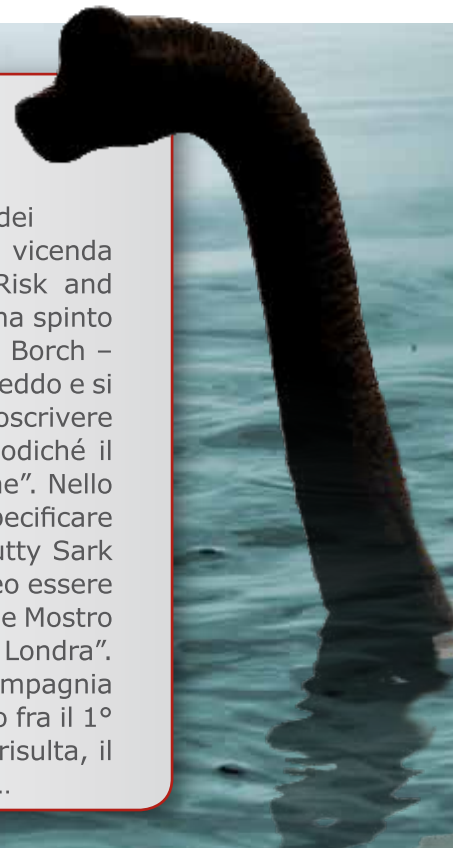 dei
vicenda
Risk and
ha spinto
Borch –
eddo e si
oscrivere
odiché il
ne”. Nello
pecificare
utty Sark
eo essere
e Mostro
Londra”.
ompagnia
o fra il 1°
risulta, il
..